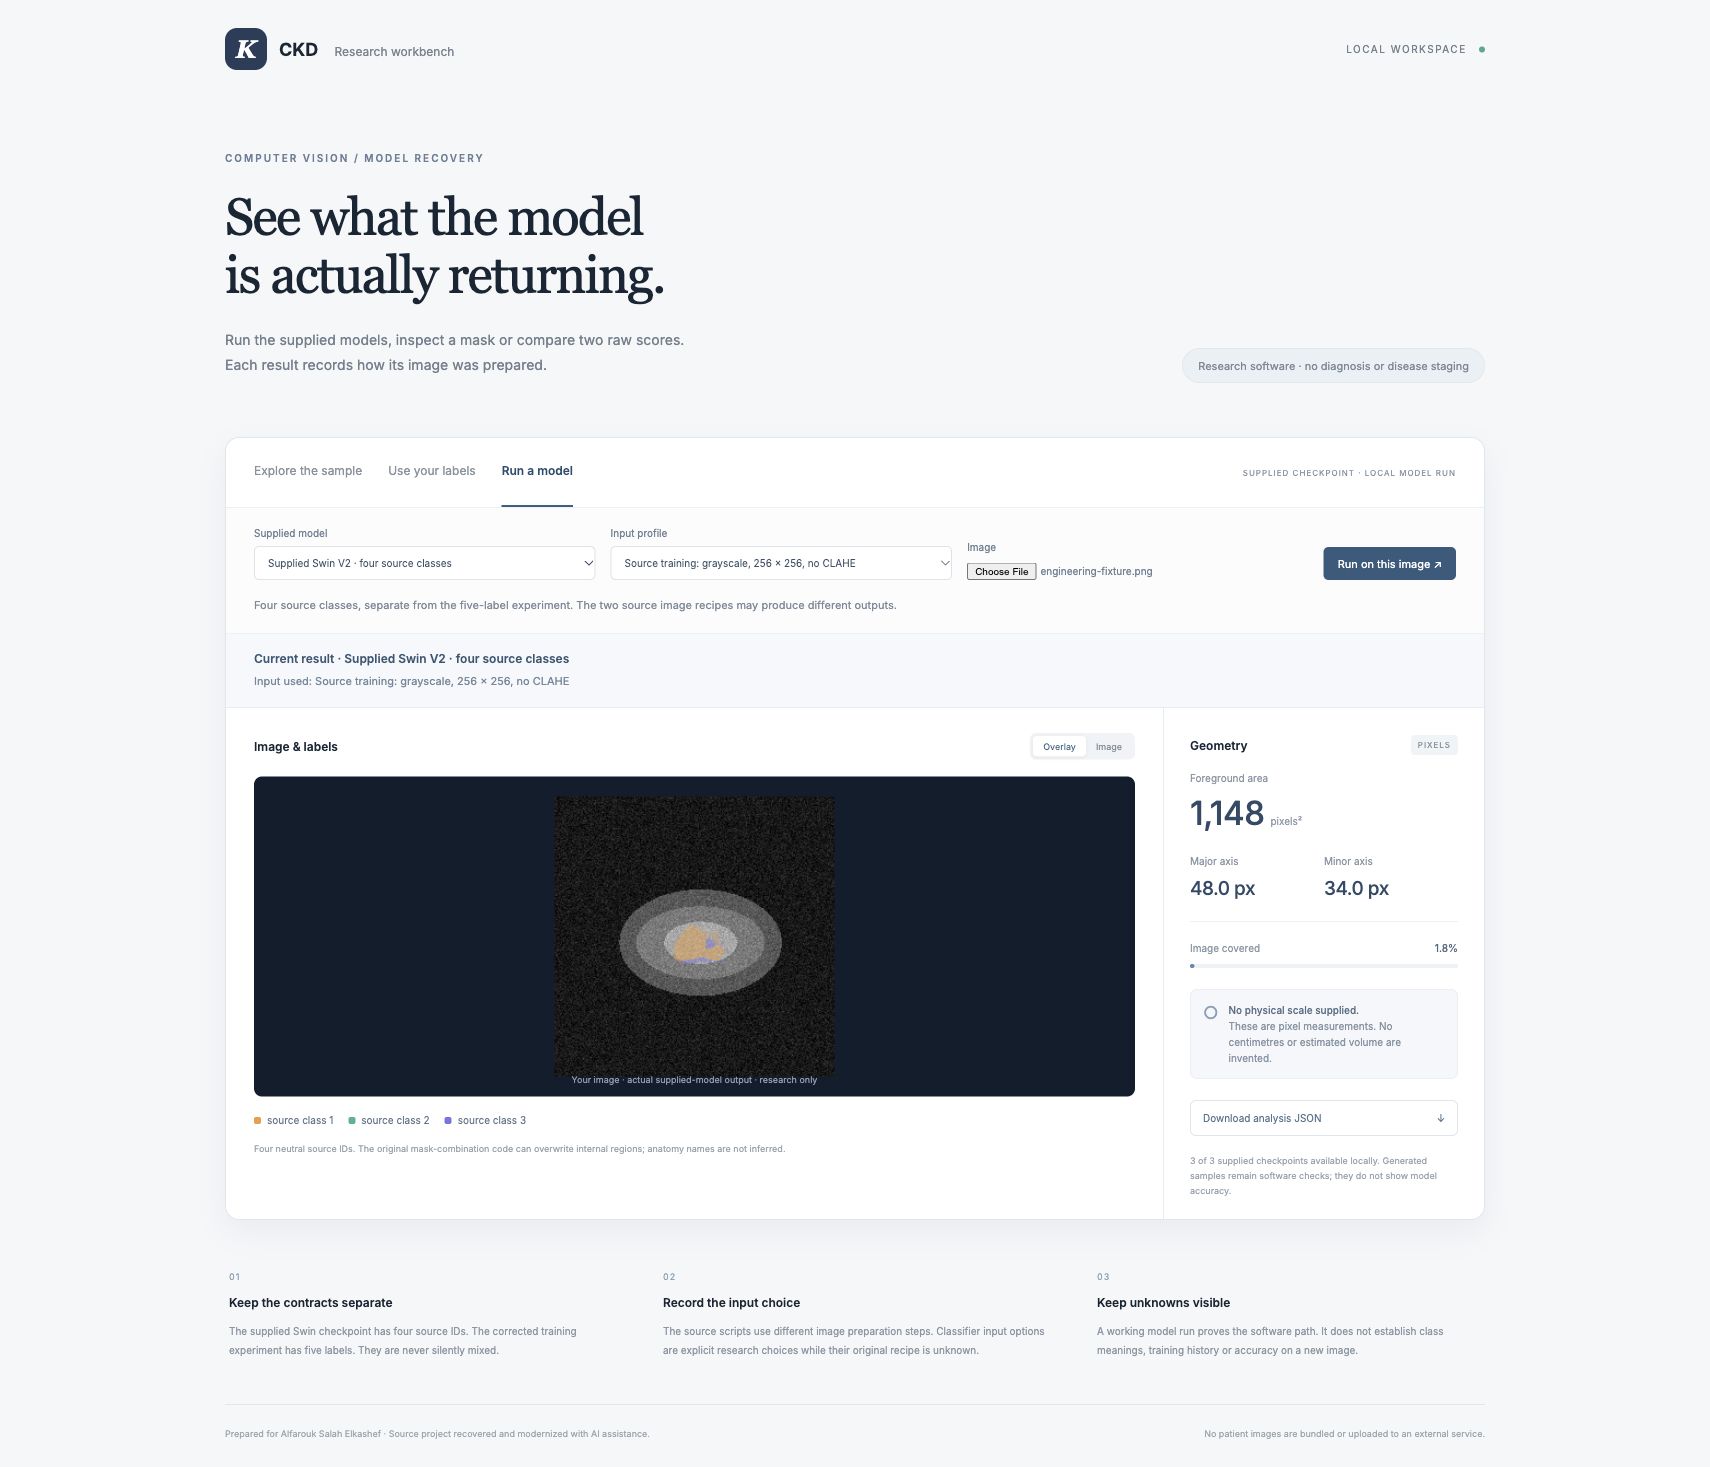 K CKD Research workbench
LOCAL WORKSPACE
COMPUTER VISION / MODEL RECOVERY
See what the model
is actually returning.
Run the supplied models, inspect a mask or compare two raw scores.
Each result records how its image was prepared.
Research software · no diagnosis or disease staging
Explore the sample Use your labels Run a model
SUPPLIED CHECKPOINT · LOCAL MODEL RUN
Supplied model
Supplied Swin V2 · four source classes
Input profile
Source training: grayscale, 256 × 256, no CLAHE
Image
Choose File engineering-fixture.png
Run on this image ↗
Four source classes, separate from the five-label experiment. The two source image recipes may produce different outputs.
Current result · Supplied Swin V2 · four source classes
Input used: Source training: grayscale, 256 × 256, no CLAHE
Image & labels
Overlay Image
Your image · actual supplied-model output · research only
source class 1 source class 2 source class 3
Four neutral source IDs. The original mask-combination code can overwrite internal regions; anatomy names are not inferred.
Geometry
PIXELS
Foreground area
1,148 pixels²
Major axis Minor axis
48.0 px 34.0 px
Image covered 1.8%
No physical scale supplied.
These are pixel measurements. No
centimetres or estimated volume are
invented.
Download analysis JSON ↓
3 of 3 supplied checkpoints available locally. Generated
samples remain software checks; they do not show model
accuracy.
01
Keep the contracts separate
The supplied Swin checkpoint has four source IDs. The corrected training
experiment has five labels. They are never silently mixed.
02
Record the input choice
The source scripts use different image preparation steps. Classifier input options
are explicit research choices while their original recipe is unknown.
03
Keep unknowns visible
A working model run proves the software path. It does not establish class
meanings, training history or accuracy on a new image.
Prepared for Alfarouk Salah Elkashef · Source project recovered and modernized with AI assistance.
No patient images are bundled or uploaded to an external service.